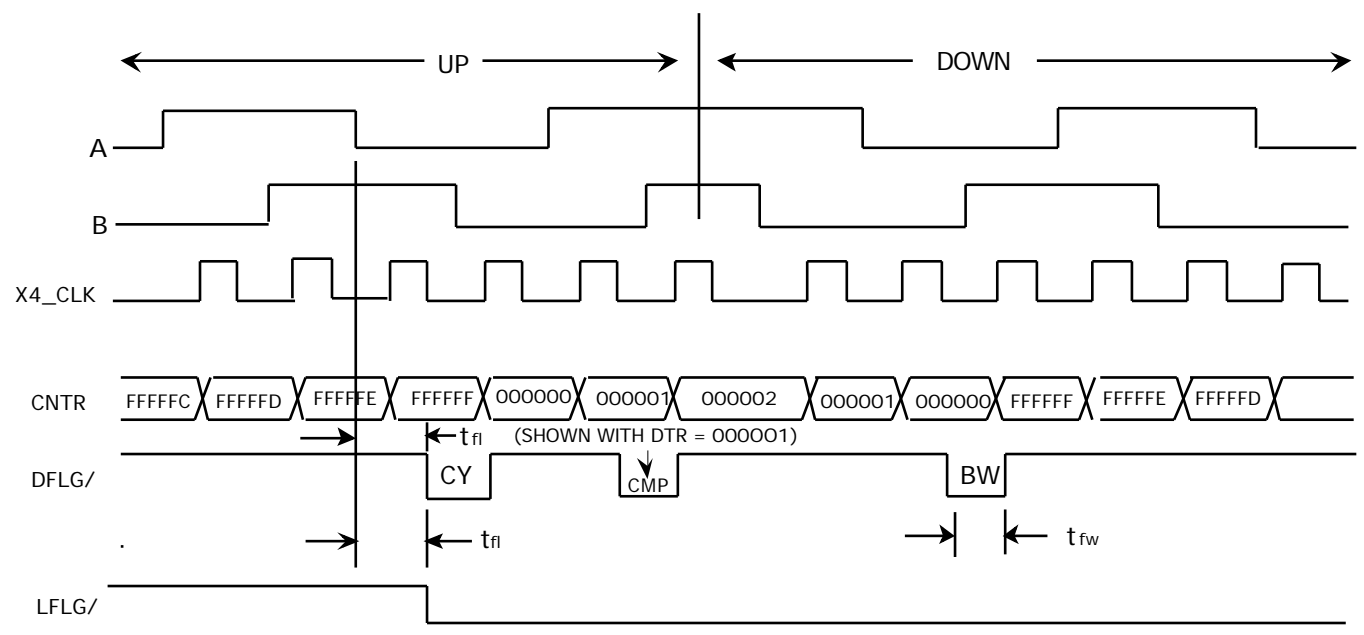 UP DOWN
A
B
X4_CLK
CNTR FFFFFC FFFFFD FFFFFE FFFFFF 000000 000001 000002 000001 000000 FFFFFF FFFFFE FFFFFD
tfl (SHOWN WITH DTR = 000001)
DFLG/ CY CMP BW
. tfl tfw
LFLG/